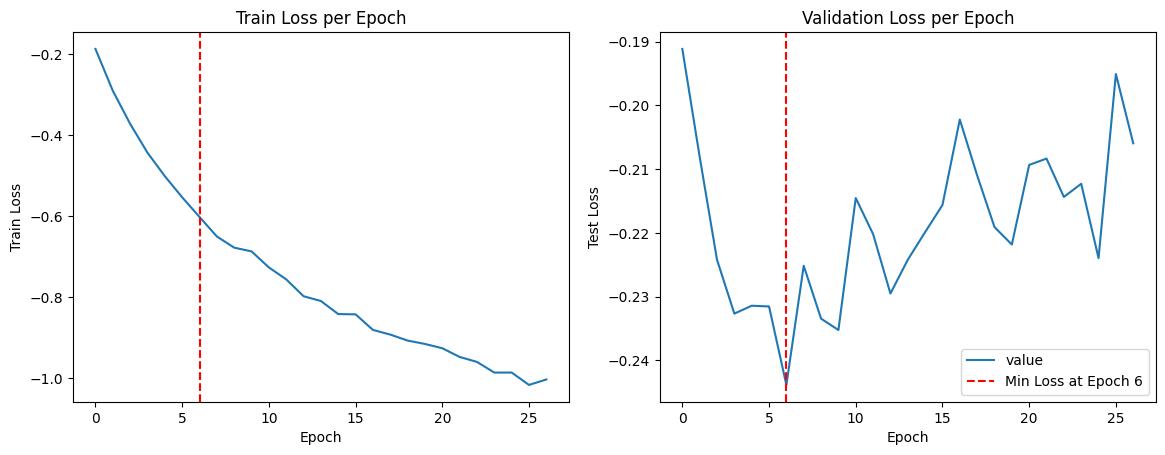 Train Loss per Epoch
Train Loss
−0.2
−0.4
−0.6
−0.8
−1.0
0
5
10
15
20
25
Epoch
Validation Loss per Epoch
Test Loss
−0.19
−0.20
−0.21
−0.22
−0.23
−0.24
value
Min Loss at Epoch 6
0
5
10
15
20
25
Epoch